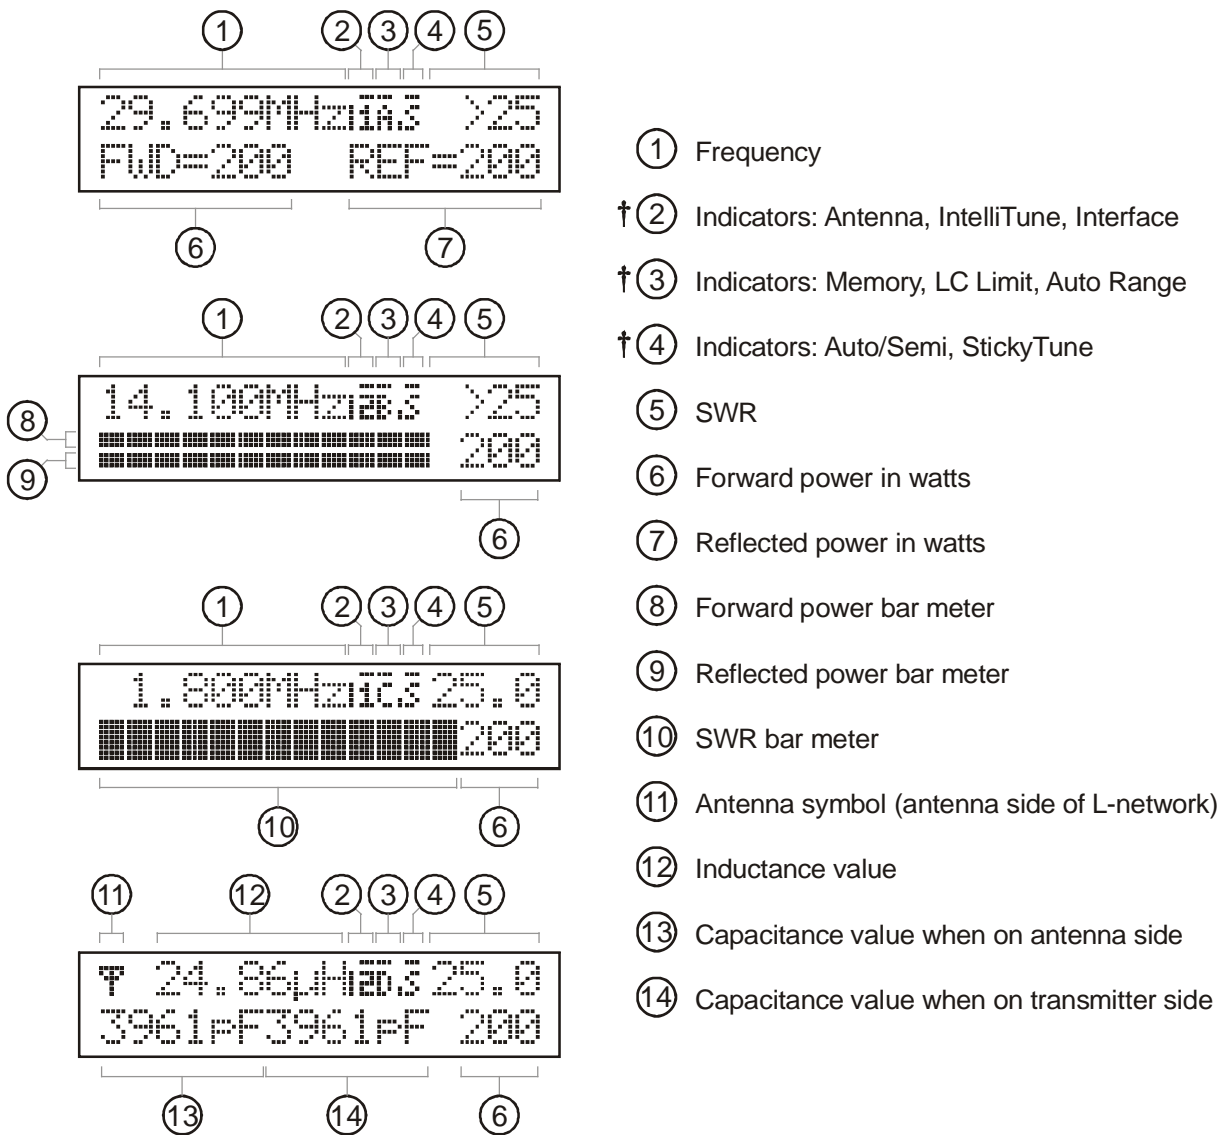 1 2 3 4 5
29.699MHz 1A.S >25
FWD=200 REF=200
6 7
1 2 3 4 5
14.100MHz 2B.S >25
8
9
200
6
1 2 3 4 5
1.800MHz 1C.S 25.0
200
10 6
11 12 2 3 4 5
24.86µH 2D.S 25.0
3961pF3961pF 200
13 14 6
1 Frequency
†2 Indicators: Antenna, IntelliTune, Interface
†3 Indicators: Memory, LC Limit, Auto Range
†4 Indicators: Auto/Semi, StickyTune
5 SWR
6 Forward power in watts
7 Reflected power in watts
8 Forward power bar meter
9 Reflected power bar meter
10 SWR bar meter
11 Antenna symbol (antenna side of L-network)
12 Inductance value
13 Capacitance value when on antenna side
14 Capacitance value when on transmitter side